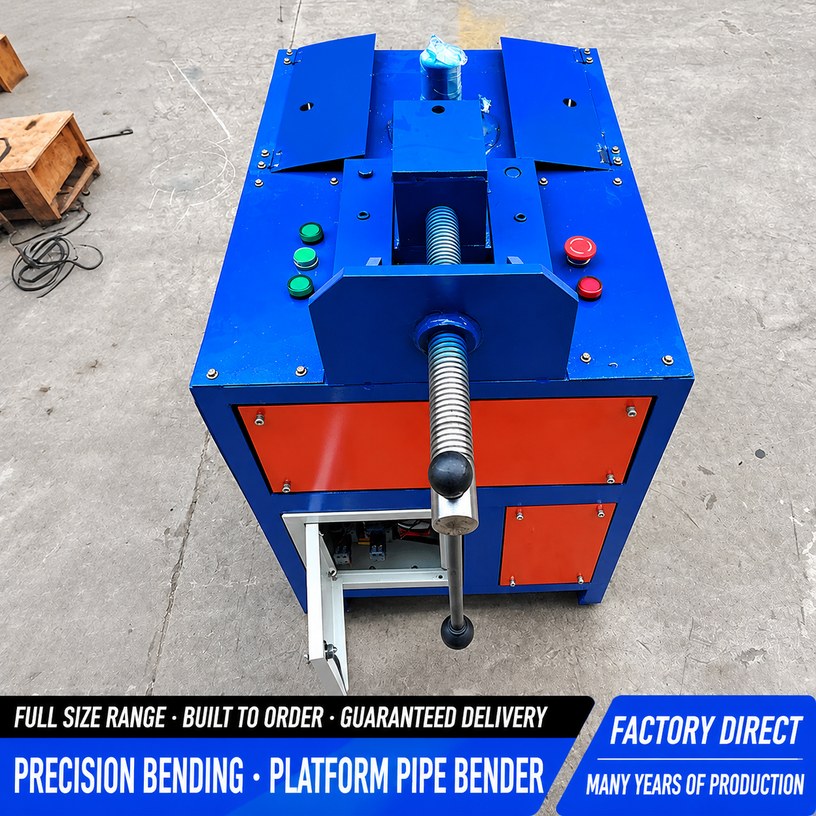 FULL SIZE RANGE · BUILT TO ORDER · GUARANTEED DELIVERY
PRECISION BENDING · PLATFORM PIPE BENDER
FACTORY DIRECT
MANY YEARS OF PRODUCTION